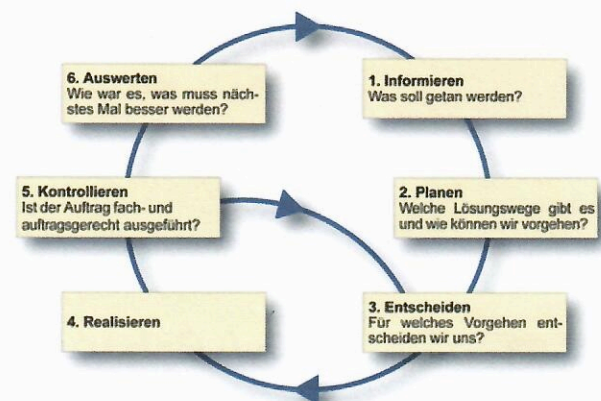 1. Informieren
Was soll getan werden?
2. Planen
Welche Lösungswege gibt es
und wie können wir vorgehen?
3. Entscheiden
Für welches Vorgehen ent-
scheiden wir uns?
4. Realisieren
5. Kontrollieren
Ist der Auftrag fach- und
auftragsgerecht ausgeführt?
6. Auswerten
Wie war es, was muss näch-
stes Mal besser werden?